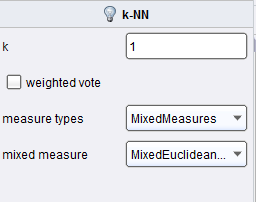 k-NN
k 1
weighted vote
measure types MixedMeasures
mixed measure MixedEuclidean...